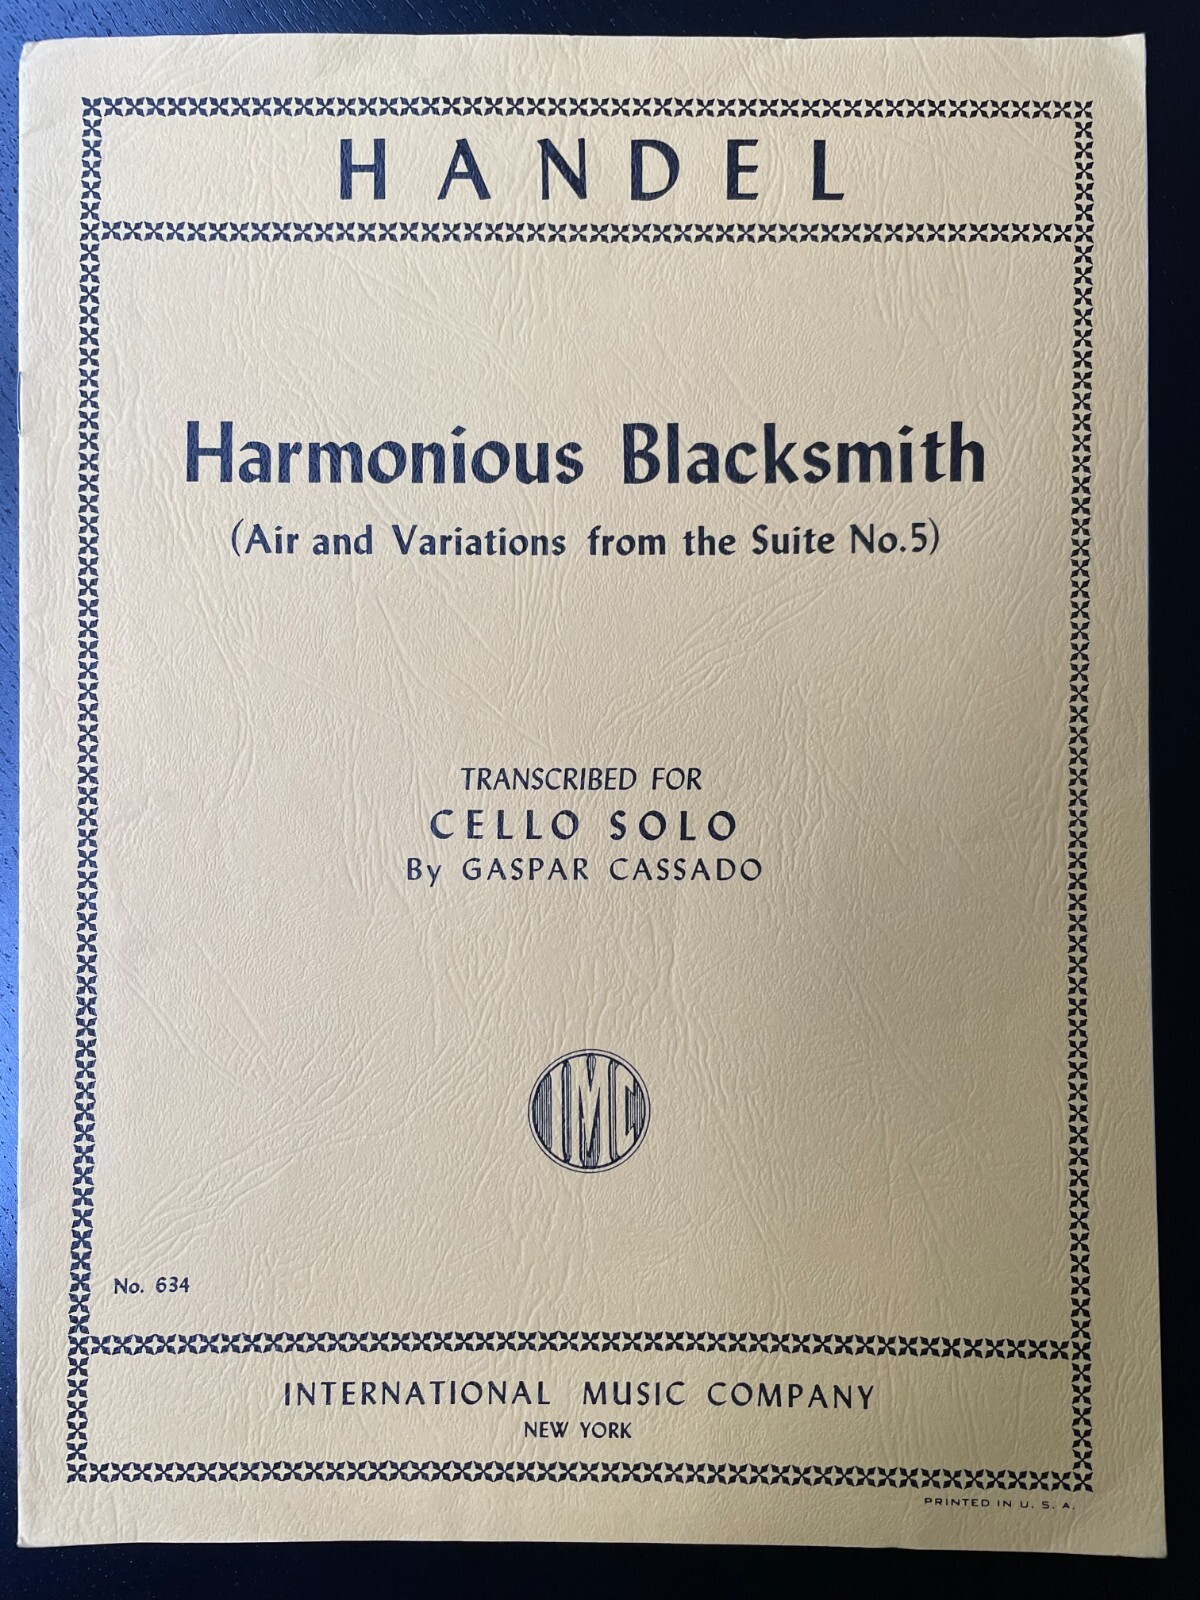 HANDEL
Harmonious Blacksmith
(Air and Variations from the Suite No.5)
TRANSCRIBED FOR
CELLO SOLO
By GASPAR CASSADO
IMC
No. 634
INTERNATIONAL MUSIC COMPANY
NEW YORK
PRINTED IN U. S. A.